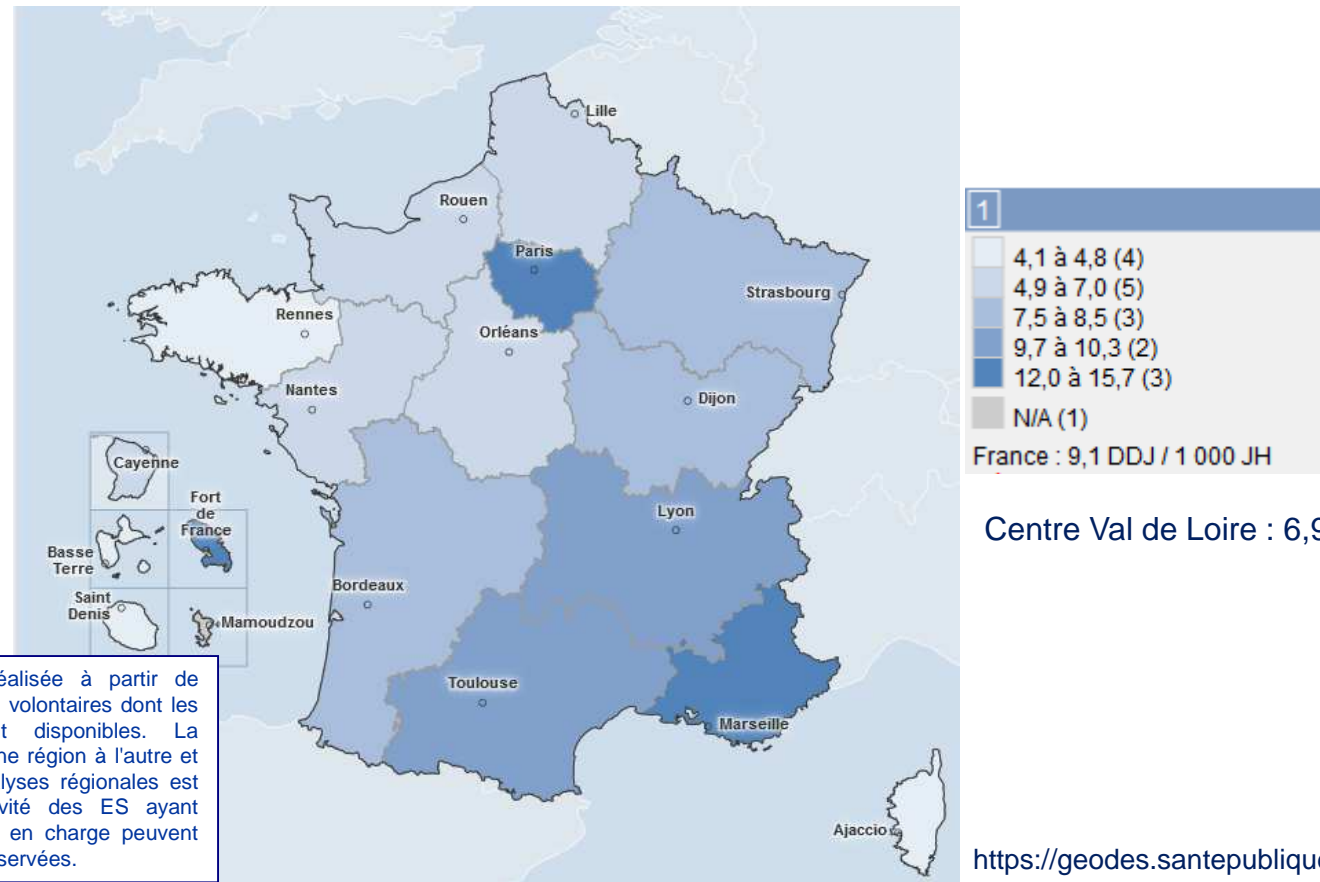 Lille
Rouen
Paris
Strasbourg
Rennes
Orléans
Nantes
Dijon
Cayenne
Fort
de
France
Lyon
Basse
Terre
Bordeaux
Saint
Denis
Mamoudzou
Toulouse
Marseille
Ajaccio
éalisée à partir de
volontaires dont les
t disponibles. La
ne région à l'autre et
lyses régionales est
vité des ES ayant
en charge peuvent
servées.
1
4,1 à 4,8 (4)
4,9 à 7,0 (5)
7,5 à 8,5 (3)
9,7 à 10,3 (2)
12,0 à 15,7 (3)
N/A (1)
France : 9,1 DDJ / 1 000 JH
Centre Val de Loire : 6,9
https://geodes.santepublique